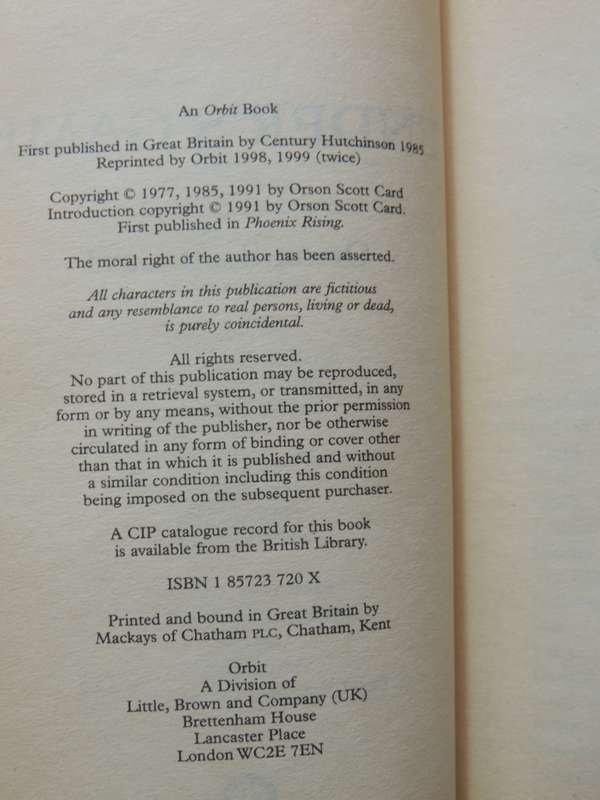 An Orbit Book
First published in Great Britain by Century Hutchinson 1985
Reprinted by Orbit 1998, 1999 (twice)
Copyright © 1977, 1985, 1991 by Orson Scott Card
Introduction copyright © 1991 by Orson Scott Card.
First published in Phoenix Rising.
The moral right of the author has been asserted.
All characters in this publication are fictitious
and any resemblance to real persons, living or dead,
is purely coincidental.
All rights reserved.
No part of this publication may be reproduced,
stored in a retrieval system, or transmitted, in any
form or by any means, without the prior permission
in writing of the publisher, nor be otherwise
circulated in any form of binding or cover other
than that in which it is published and without
a similar condition including this condition
being imposed on the subsequent purchaser.
A CIP catalogue record for this book
is available from the British Library.
ISBN 1 85723 720 X
Printed and bound in Great Britain by
Mackays of Chatham PLC, Chatham, Kent
Orbit
A Division of
Little, Brown and Company (UK)
Brettenham House
Lancaster Place
London WC2E 7EN